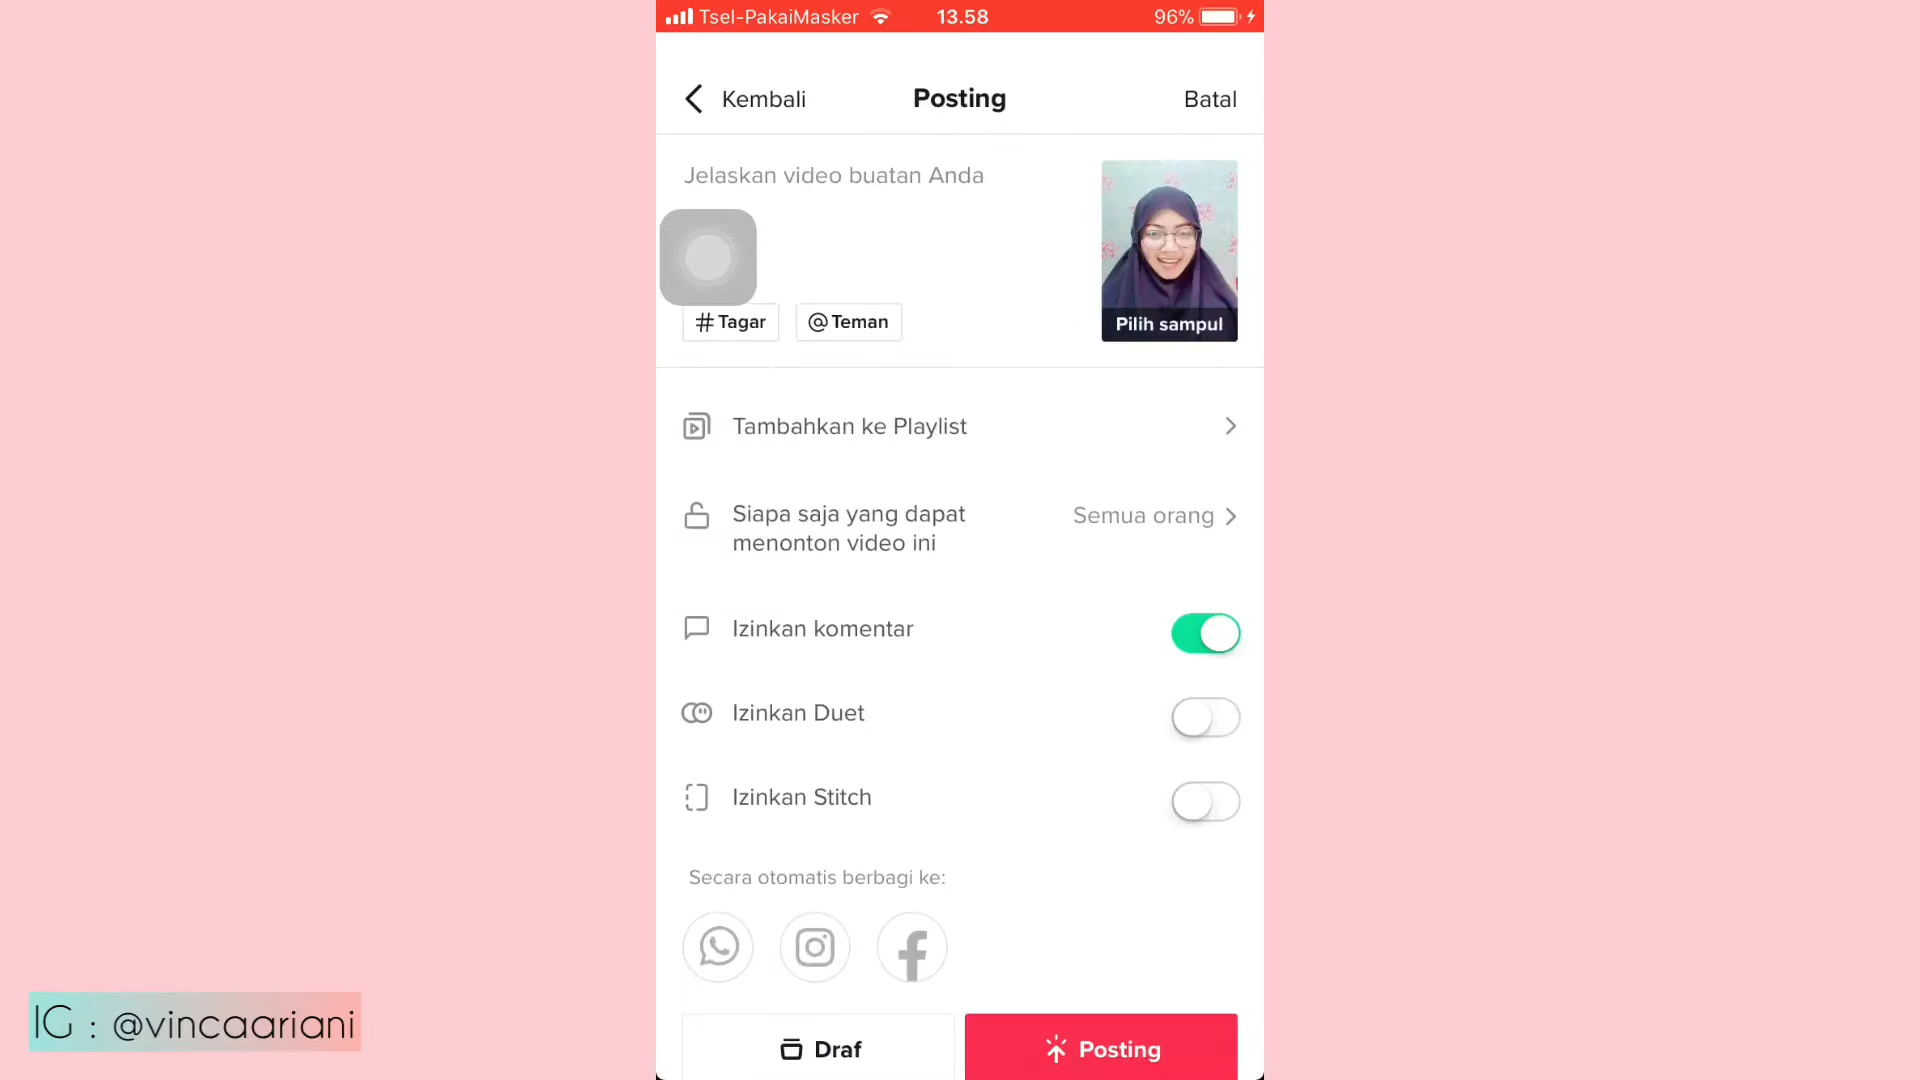 Tsel-PakaiMasker 13.58 96%
Kembali Posting Batal
Jelaskan video buatan Anda
#Tagar @Teman
Pilih sampul
Tambahkan ke Playlist
Siapa saja yang dapat
menonton video ini
Semua orang
Izinkan komentar
Izinkan Duet
Izinkan Stitch
Secara otomatis berbagi ke:
Draf Posting
IG : @vincaariani